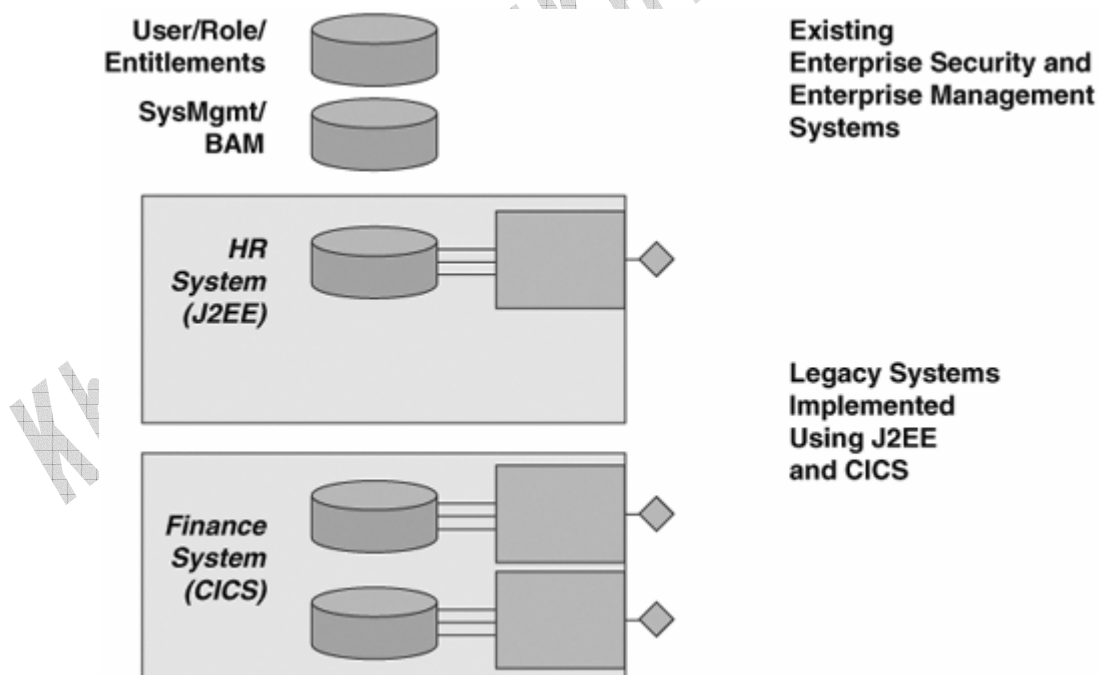 User/Role/
Entitlements
SysMgmt/
BAM
Existing
Enterprise Security and
Enterprise Management
Systems
HR
System
(J2EE)
Legacy Systems
Implemented
Using J2EE
and CICS
Finance
System
(CICS)